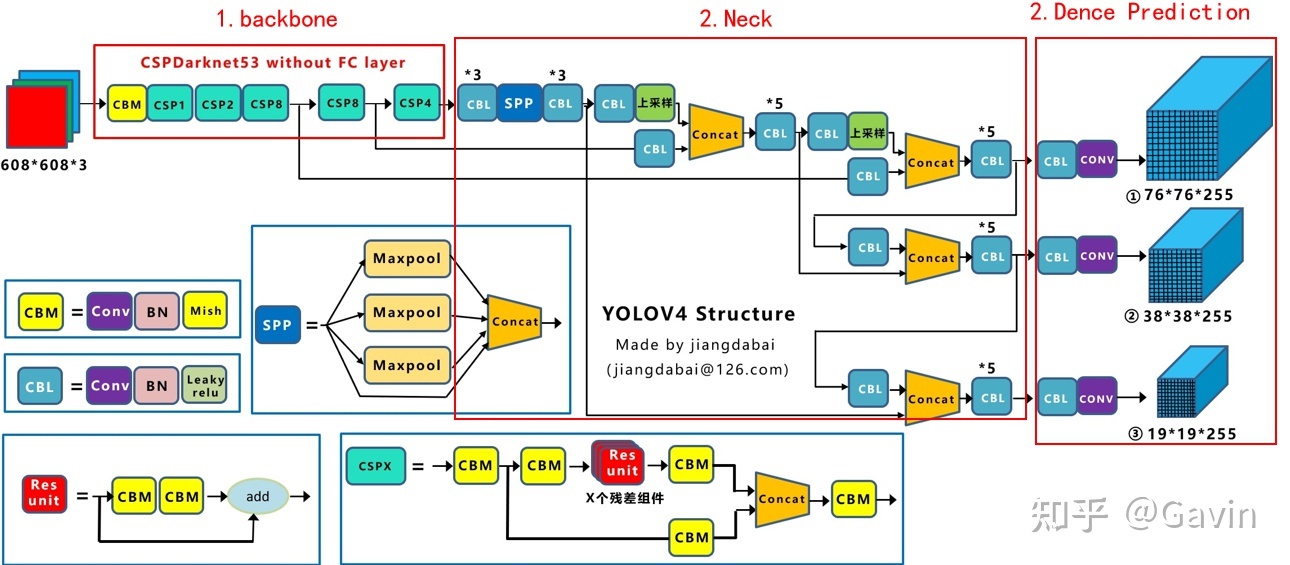 1. backbone
2. Neck
2. Dence Prediction
CSPDarknet53 without FC layer
608*608*3
CBM
CSP1
CSP2
CSP8
CSP8
CSP4
*3
CBL
SPP
*3
CBL
CBL
上采样
CBL
Concat
*5
CBL
CBL
上采样
CBL
Concat
*5
CBL
CBL
CONV
① 76*76*255
CBL
Concat
*5
CBL
CBL
CONV
② 38*38*255
CBL
Concat
*5
CBL
CBL
CONV
③ 19*19*255
YOLOV4 Structure
Made by jiangdabai
(jiangdabai@126.com)
CBM
=
Conv
BN
Mish
CBL
=
Conv
BN
Leaky
relu
SPP
=
Maxpool
Maxpool
Maxpool
Concat
Res
unit
=
CBM
CBM
add
CSPX
=
CBM
CBM
Res
unit
X个残差组件
CBM
CBM
Concat
CBM
知乎 @Gavin